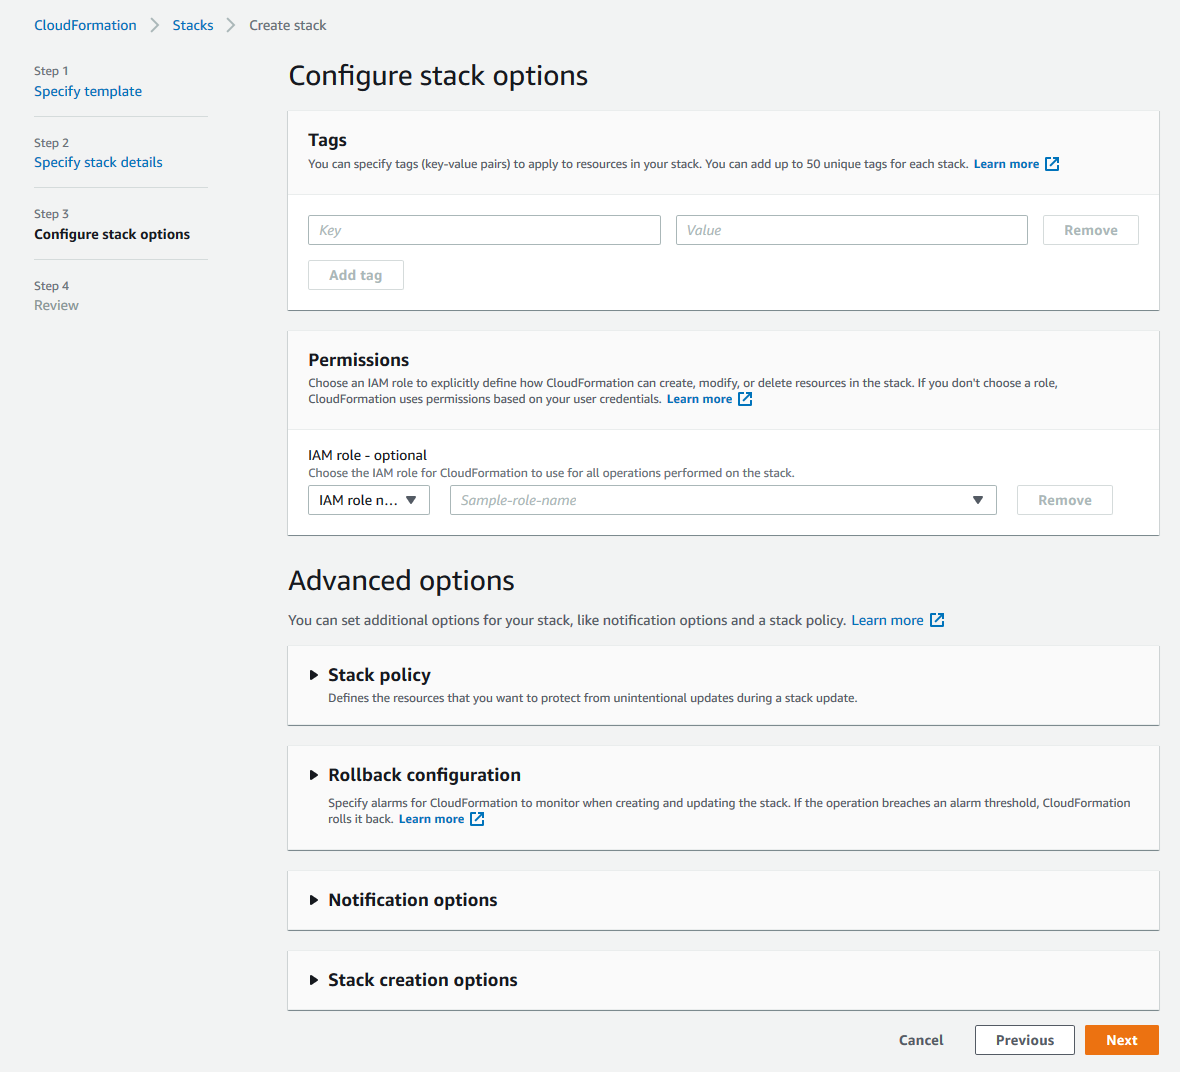 CloudFormation > Stacks > Create stack
Step 1
Specify template
Step 2
Specify stack details
Step 3
Configure stack options
Step 4
Review
Configure stack options
Tags
You can specify tags (key-value pairs) to apply to resources in your stack. You can add up to 50 unique tags for each stack. Learn more
Key Value Remove
Add tag
Permissions
Choose an IAM role to explicitly define how CloudFormation can create, modify, or delete resources in the stack. If you don't choose a role,
CloudFormation uses permissions based on your user credentials. Learn more
IAM role - optional
Choose the IAM role for CloudFormation to use for all operations performed on the stack.
IAM role n... Sample-role-name Remove
Advanced options
You can set additional options for your stack, like notification options and a stack policy. Learn more
Stack policy
Defines the resources that you want to protect from unintentional updates during a stack update.
Rollback configuration
Specify alarms for CloudFormation to monitor when creating and updating the stack. If the operation breaches an alarm threshold, CloudFormation
rolls it back. Learn more
Notification options
Stack creation options
Cancel Previous Next